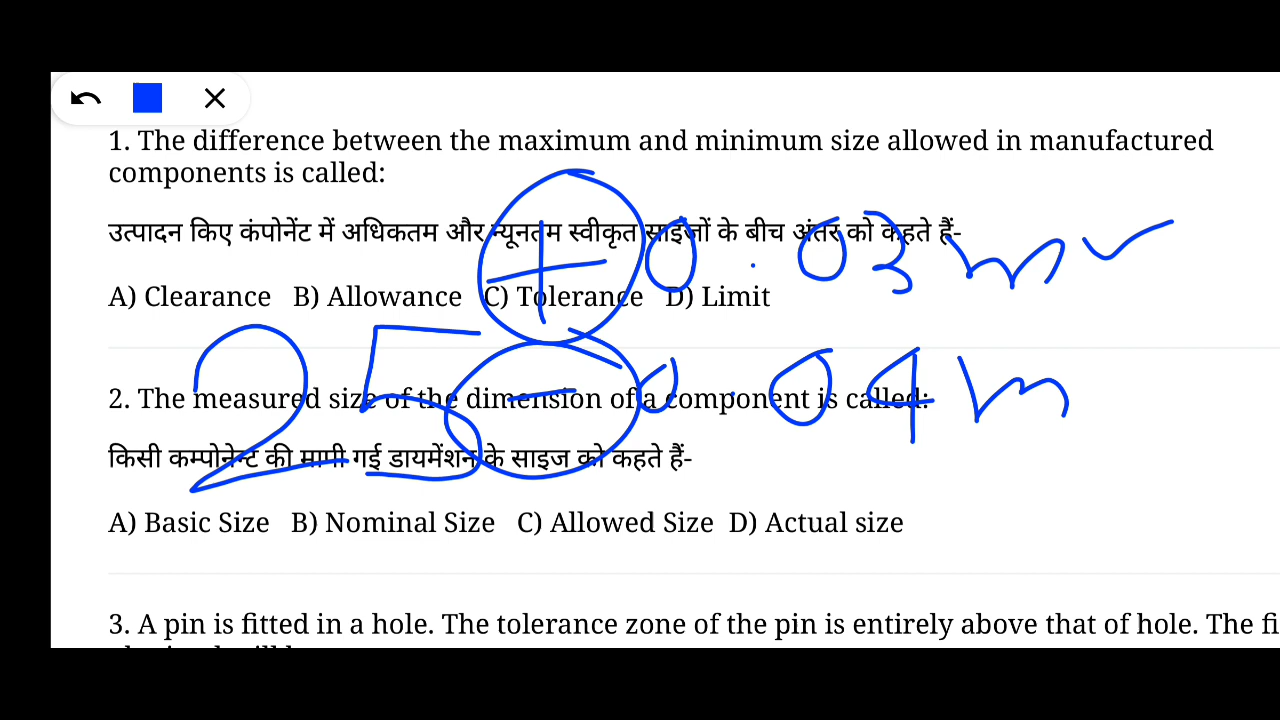 1. The difference between the maximum and minimum size allowed in manufactured
components is called:
उत्पादन किए कंपोनेंट में अधिकतम और न्यूनतम स्वीकृत साइजों के बीच अंतर को कहते हैं-
+0.03mm
A) Clearance B) Allowance C) Tolerance D) Limit
25 -0.04m
2. The measured size of the dimension of a component is called:
किसी कम्पोनेन्ट की मापी गई डायमेंशन के साइज को कहते हैं-
A) Basic Size B) Nominal Size C) Allowed Size D) Actual size
3. A pin is fitted in a hole. The tolerance zone of the pin is entirely above that of hole. The fi